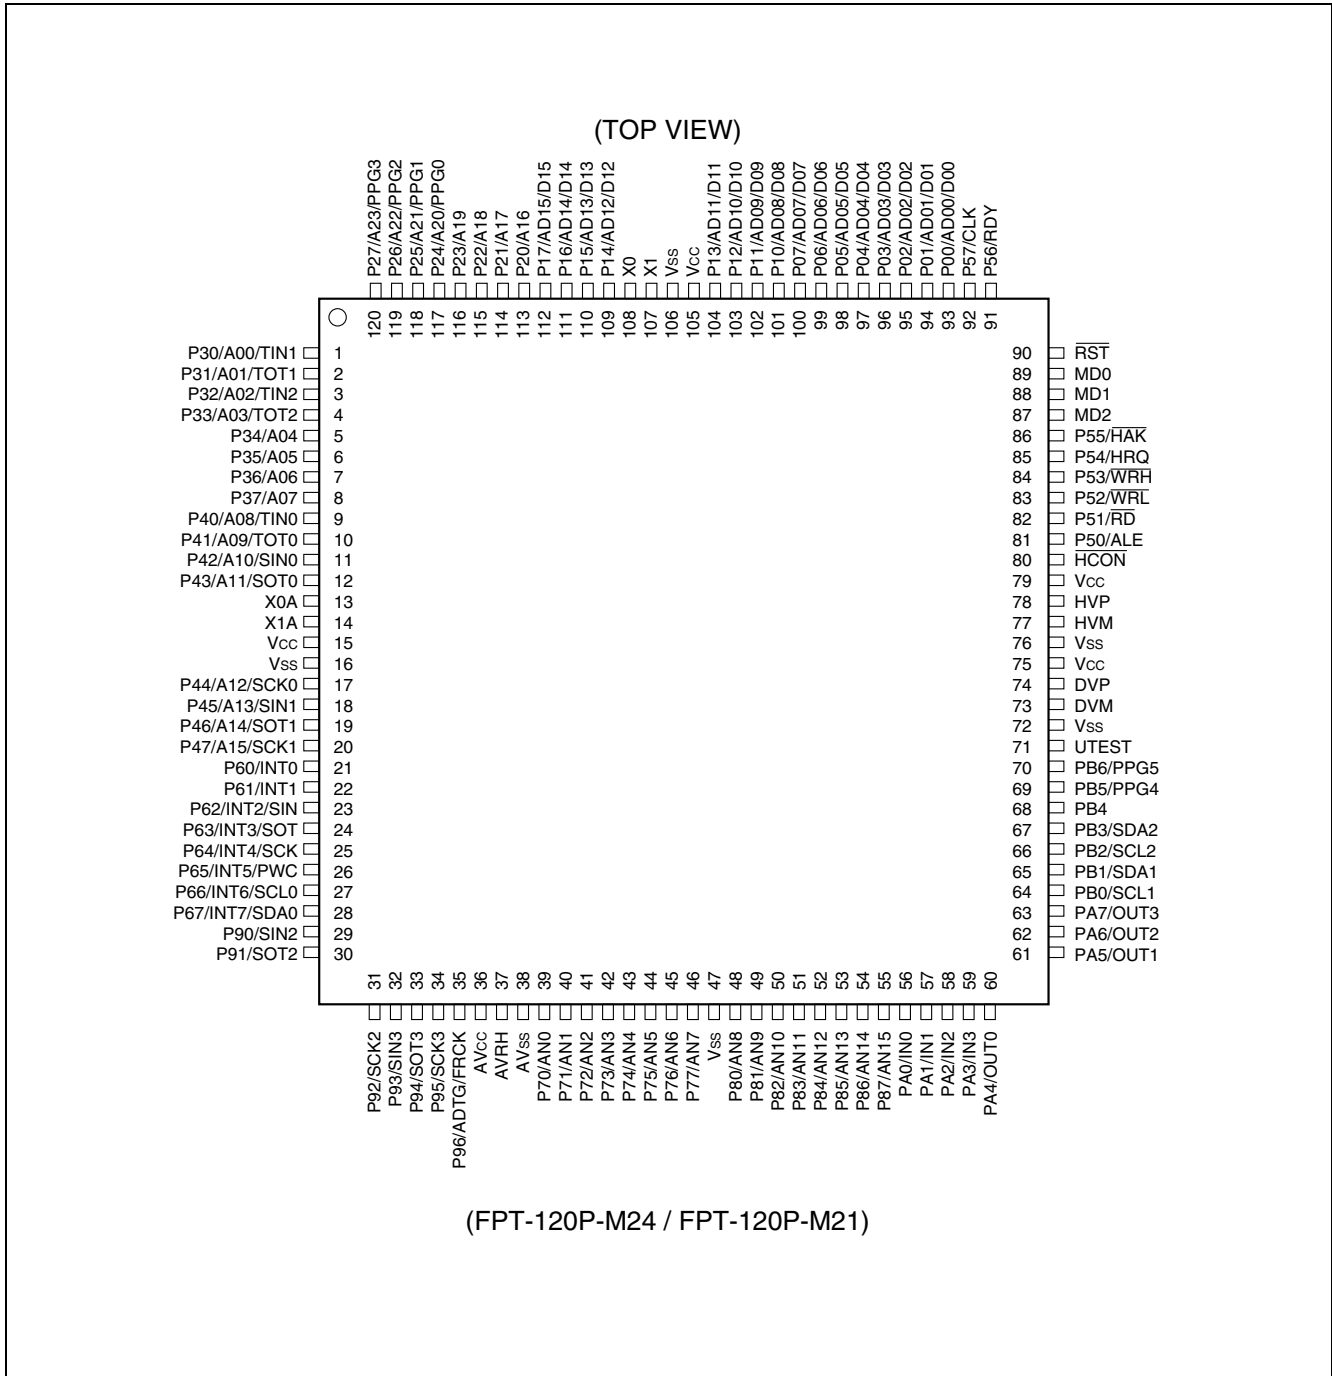 (TOP VIEW)
P27/A23/PPG3
P26/A22/PPG2
P25/A21/PPG1
P24/A20/PPG0
P23/A19
P22/A18
P21/A17
P20/A16
P17/AD15/D15
P16/AD14/D14
P15/AD13/D13
P14/AD12/D12
X0
X1
Vss
Vcc
P13/AD11/D11
P12/AD10/D10
P11/AD09/D09
P10/AD08/D08
P07/AD07/D07
P06/AD06/D06
P05/AD05/D05
P04/AD04/D04
P03/AD03/D03
P02/AD02/D02
P01/AD01/D01
P00/AD00/D00
P57/CLK
P56/RDY
120
119
118
117
116
115
114
113
112
111
110
109
108
107
106
105
104
103
102
101
100
99
98
97
96
95
94
93
92
91
P30/A00/TIN1 1
P31/A01/TOT1 2
P32/A02/TIN2 3
P33/A03/TOT2 4
P34/A04 5
P35/A05 6
P36/A06 7
P37/A07 8
P40/A08/TIN0 9
P41/A09/TOT0 10
P42/A10/SIN0 11
P43/A11/SOT0 12
X0A 13
X1A 14
Vcc 15
Vss 16
P44/A12/SCK0 17
P45/A13/SIN1 18
P46/A14/SOT1 19
P47/A15/SCK1 20
P60/INT0 21
P61/INT1 22
P62/INT2/SIN 23
P63/INT3/SOT 24
P64/INT4/SCK 25
P65/INT5/PWC 26
P66/INT6/SCL0 27
P67/INT7/SDA0 28
P90/SIN2 29
P91/SOT2 30
90 RST
89 MD0
88 MD1
87 MD2
86 P55/HAK
85 P54/HRQ
84 P53/WRH
83 P52/WRL
82 P51/RD
81 P50/ALE
80 HCON
79 Vcc
78 HVP
77 HVM
76 Vss
75 Vcc
74 DVP
73 DVM
72 Vss
71 UTEST
70 PB6/PPG5
69 PB5/PPG4
68 PB4
67 PB3/SDA2
66 PB2/SCL2
65 PB1/SDA1
64 PB0/SCL1
63 PA7/OUT3
62 PA6/OUT2
61 PA5/OUT1
31
32
33
34
35
36
37
38
39
40
41
42
43
44
45
46
47
48
49
50
51
52
53
54
55
56
57
58
59
60
P92/SCK2
P93/SIN3
P94/SOT3
P95/SCK3
P96/ADTG/FRCK
AVcc
AVRH
AVss
P70/AN0
P71/AN1
P72/AN2
P73/AN3
P74/AN4
P75/AN5
P76/AN6
P77/AN7
Vss
P80/AN8
P81/AN9
P82/AN10
P83/AN11
P84/AN12
P85/AN13
P86/AN14
P87/AN15
PA0/IN0
PA1/IN1
PA2/IN2
PA3/IN3
PA4/OUT0
(FPT-120P-M24 / FPT-120P-M21)